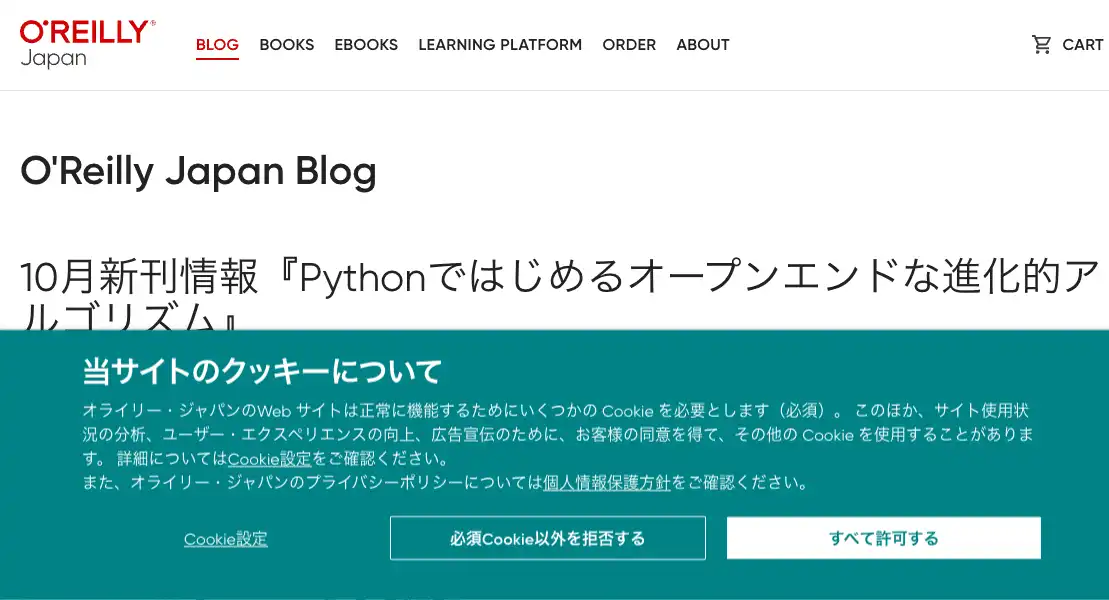 O'REILLY®
Japan
BLOG BOOKS EBOOKS LEARNING PLATFORM ORDER ABOUT CART
O'Reilly Japan Blog
10月新刊情報『Pythonではじめるオープンエンドな進化的ア
ルゴリズム』
当サイトのクッキーについて
オライリー・ジャパンのWeb サイトは正常に機能するためにいくつかの Cookie を必要とします（必須）。 このほか、サイト使用状
況の分析、ユーザー・エクスペリエンスの向上、広告宣伝のために、お客様の同意を得て、その他の Cookie を使用することがありま
す。 詳細についてはCookie設定をご確認ください。
また、オライリー・ジャパンのプライバシーポリシーについては個人情報保護方針をご確認ください。
Cookie設定 必須Cookie以外を拒否する すべて許可する